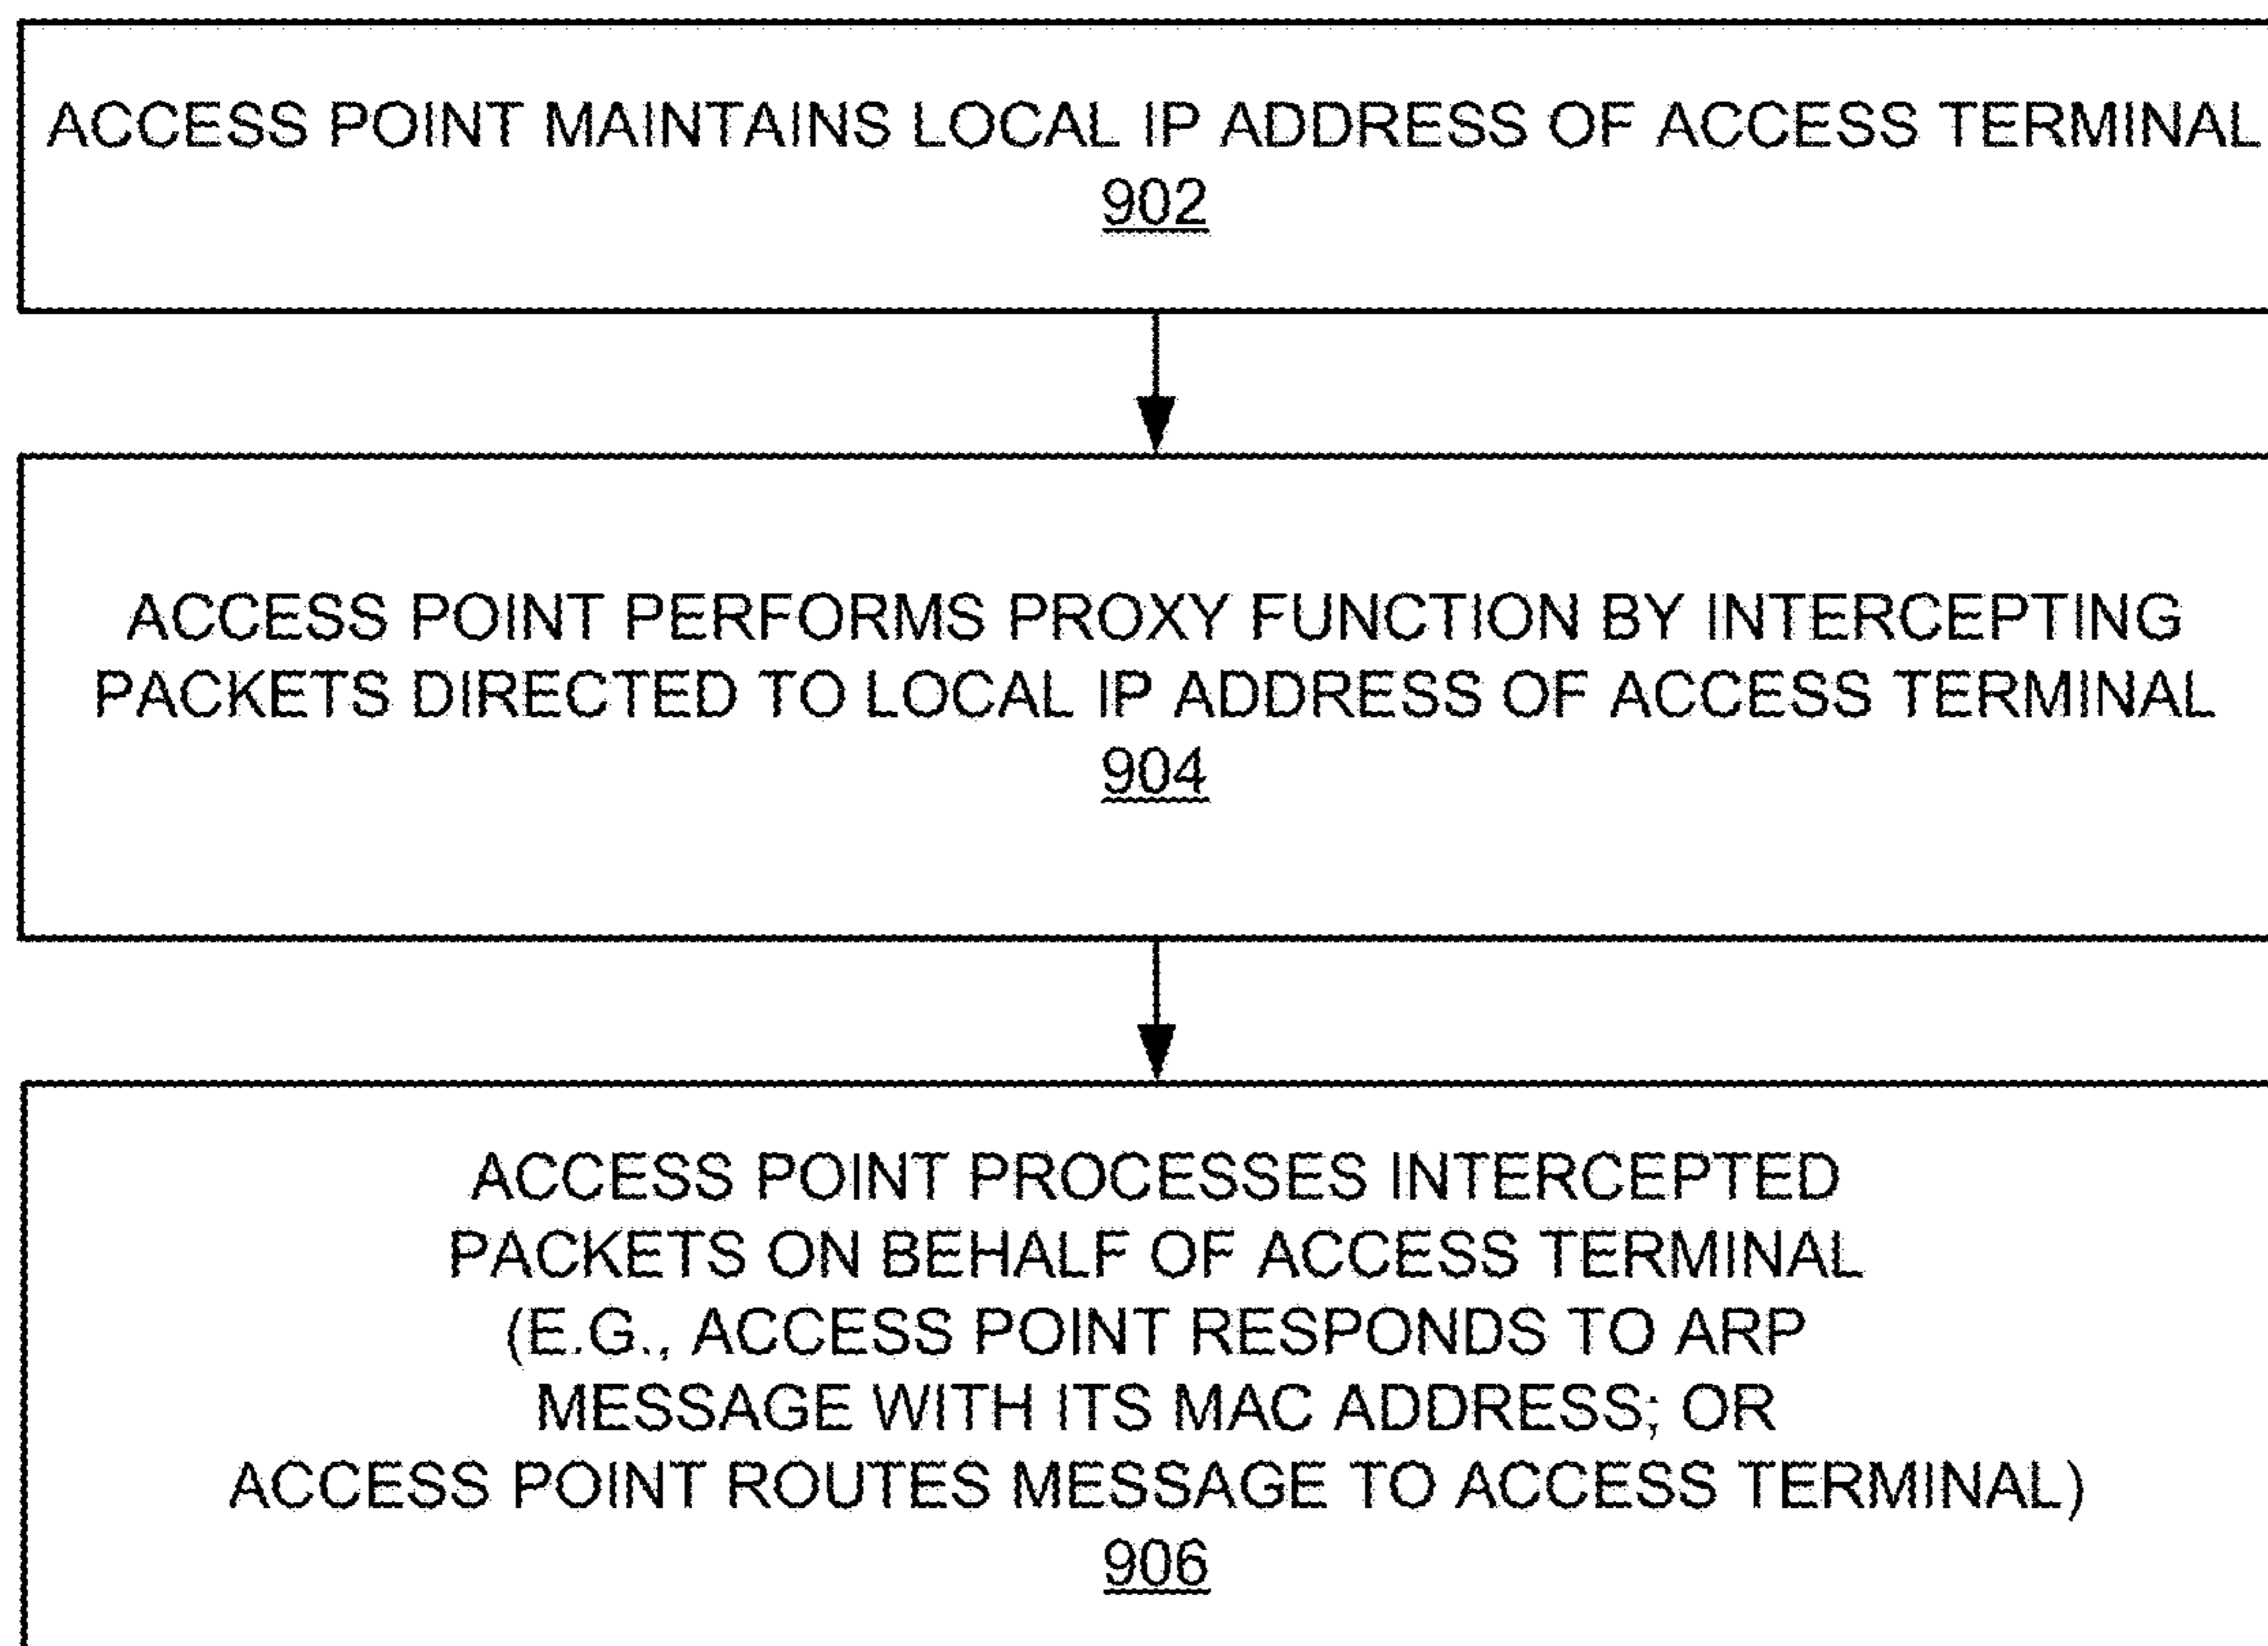 ACCESS POINT MAINTAINS LOCAL IP ADDRESS OF ACCESS TERMINAL
902
ACCESS POINT PERFORMS PROXY FUNCTION BY INTERCEPTING
PACKETS DIRECTED TO LOCAL IP ADDRESS OF ACCESS TERMINAL
904
ACCESS POINT PROCESSES INTERCEPTED
PACKETS ON BEHALF OF ACCESS TERMINAL
(E.G., ACCESS POINT RESPONDS TO ARP
MESSAGE WITH ITS MAC ADDRESS; OR
ACCESS POINT ROUTES MESSAGE TO ACCESS TERMINAL)
906